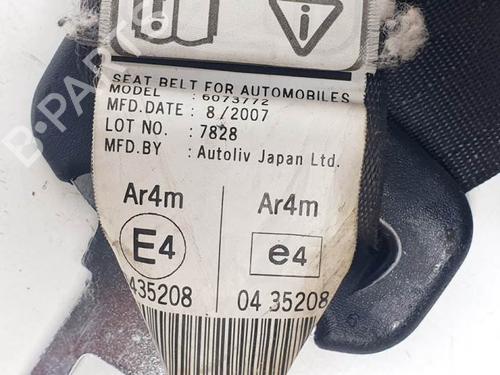 B-PARTS
SEAT BELT FOR AUTOMOBILES
MODEL : 6073772
MFD.DATE : 8/2007
LOT NO. : 7828
MFD.BY : Autoliv Japan Ltd.
Ar4m Ar4m
E4 e4
435208 04 35208